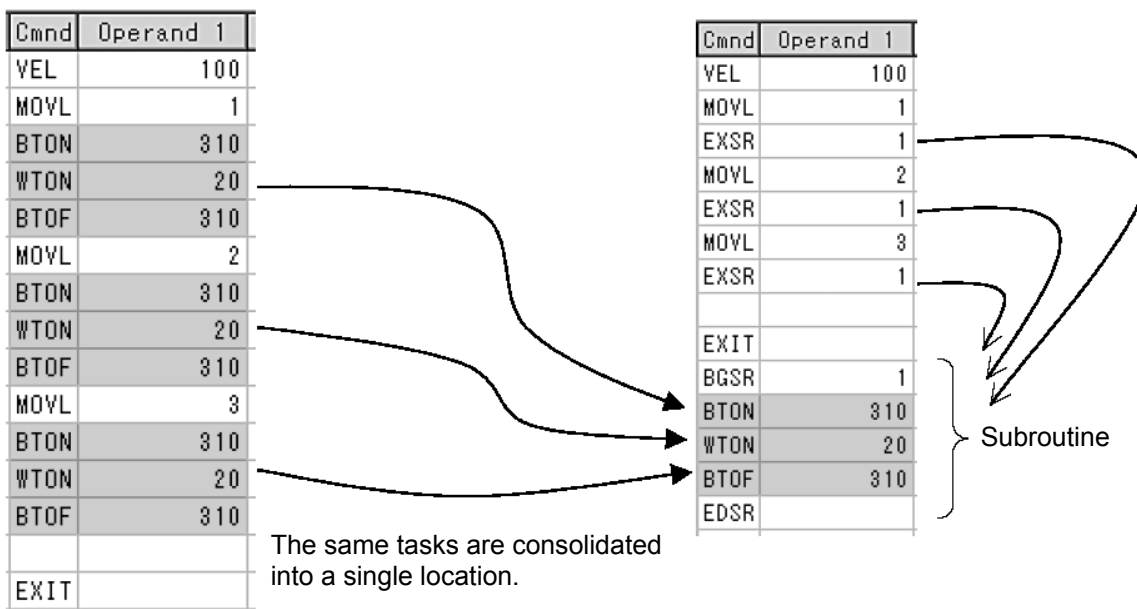 Cmnd Operand 1
VEL 100
MOVL 1
BTON 310
WTON 20
BTOF 310
MOVL 2
BTON 310
WTON 20
BTOF 310
MOVL 3
BTON 310
WTON 20
BTOF 310
EXIT
The same tasks are consolidated
into a single location.
Cmnd Operand 1
VEL 100
MOVL 1
EXSR 1
MOVL 2
EXSR 1
MOVL 3
EXSR 1
EXIT
BGSR 1
BTON 310
WTON 20
BTOF 310
EDSR
Subroutine